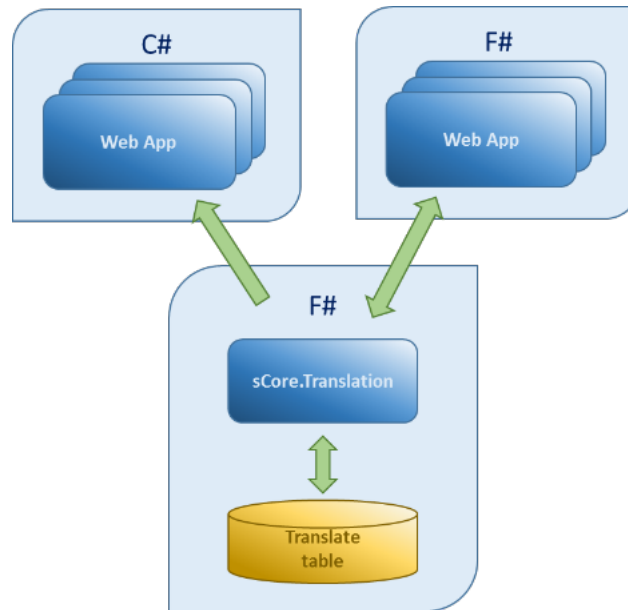 C#
Web App
F#
Web App
F#
sCore.Translation
Translate
table